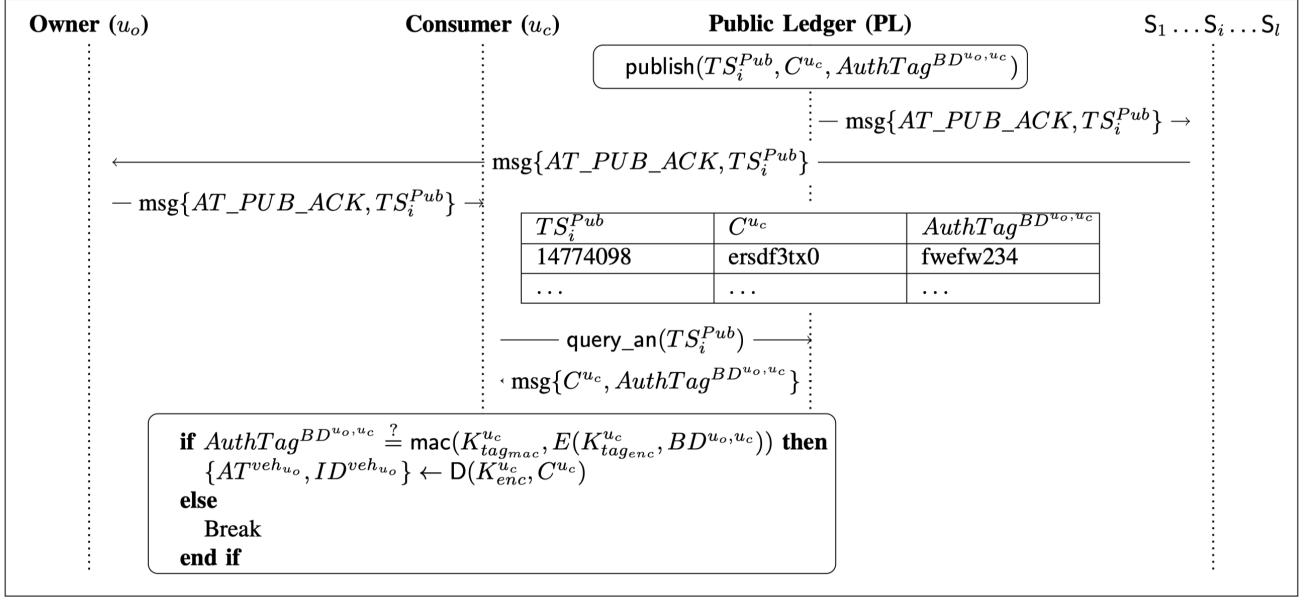 Owner (u_o) Consumer (u_c) Public Ledger (PL) S_1 . . . S_i . . . S_l
publish(TS_i^{Pub}, C^{u_c}, AuthTag^{BD^{u_o,u_c}})
— msg{AT_PUB_ACK, TS_i^{Pub}} →
← msg{AT_PUB_ACK, TS_i^{Pub}} —
— msg{AT_PUB_ACK, TS_i^{Pub}} →
TS_i^{Pub} C^{u_c} AuthTag^{BD^{u_o,u_c}}
14774098 ersdf3tx0 fwefw234
. . . . . . . . .
— query_an(TS_i^{Pub}) →
msg{C^{u_c}, AuthTag^{BD^{u_o,u_c}}}
if AuthTag^{BD^{u_o,u_c}} ≟ mac(K_{tag_{mac}}^{u_c}, E(K_{tag_{enc}}^{u_c}, BD^{u_o,u_c})) then
{AT^{veh_{u_o}}, ID^{veh_{u_o}}} ← D(K_{enc}^{u_c}, C^{u_c})
else
Break
end if